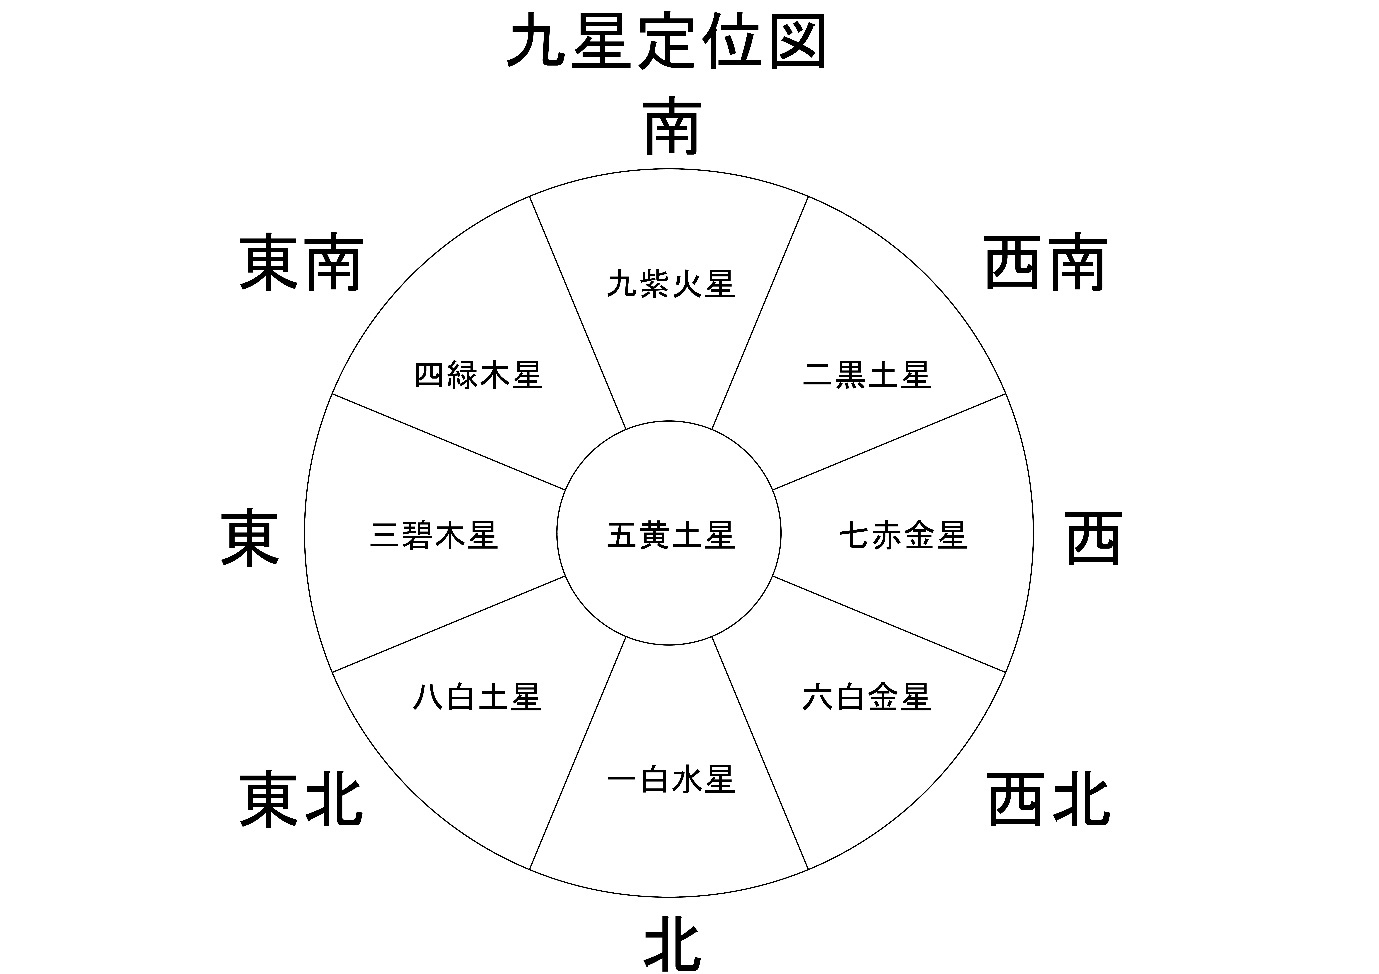 九星定位図
南
東南
西南
九紫火星
四緑木星
二黒土星
東
三碧木星
五黄土星
七赤金星
西
八白土星
六白金星
一白水星
東北
西北
北